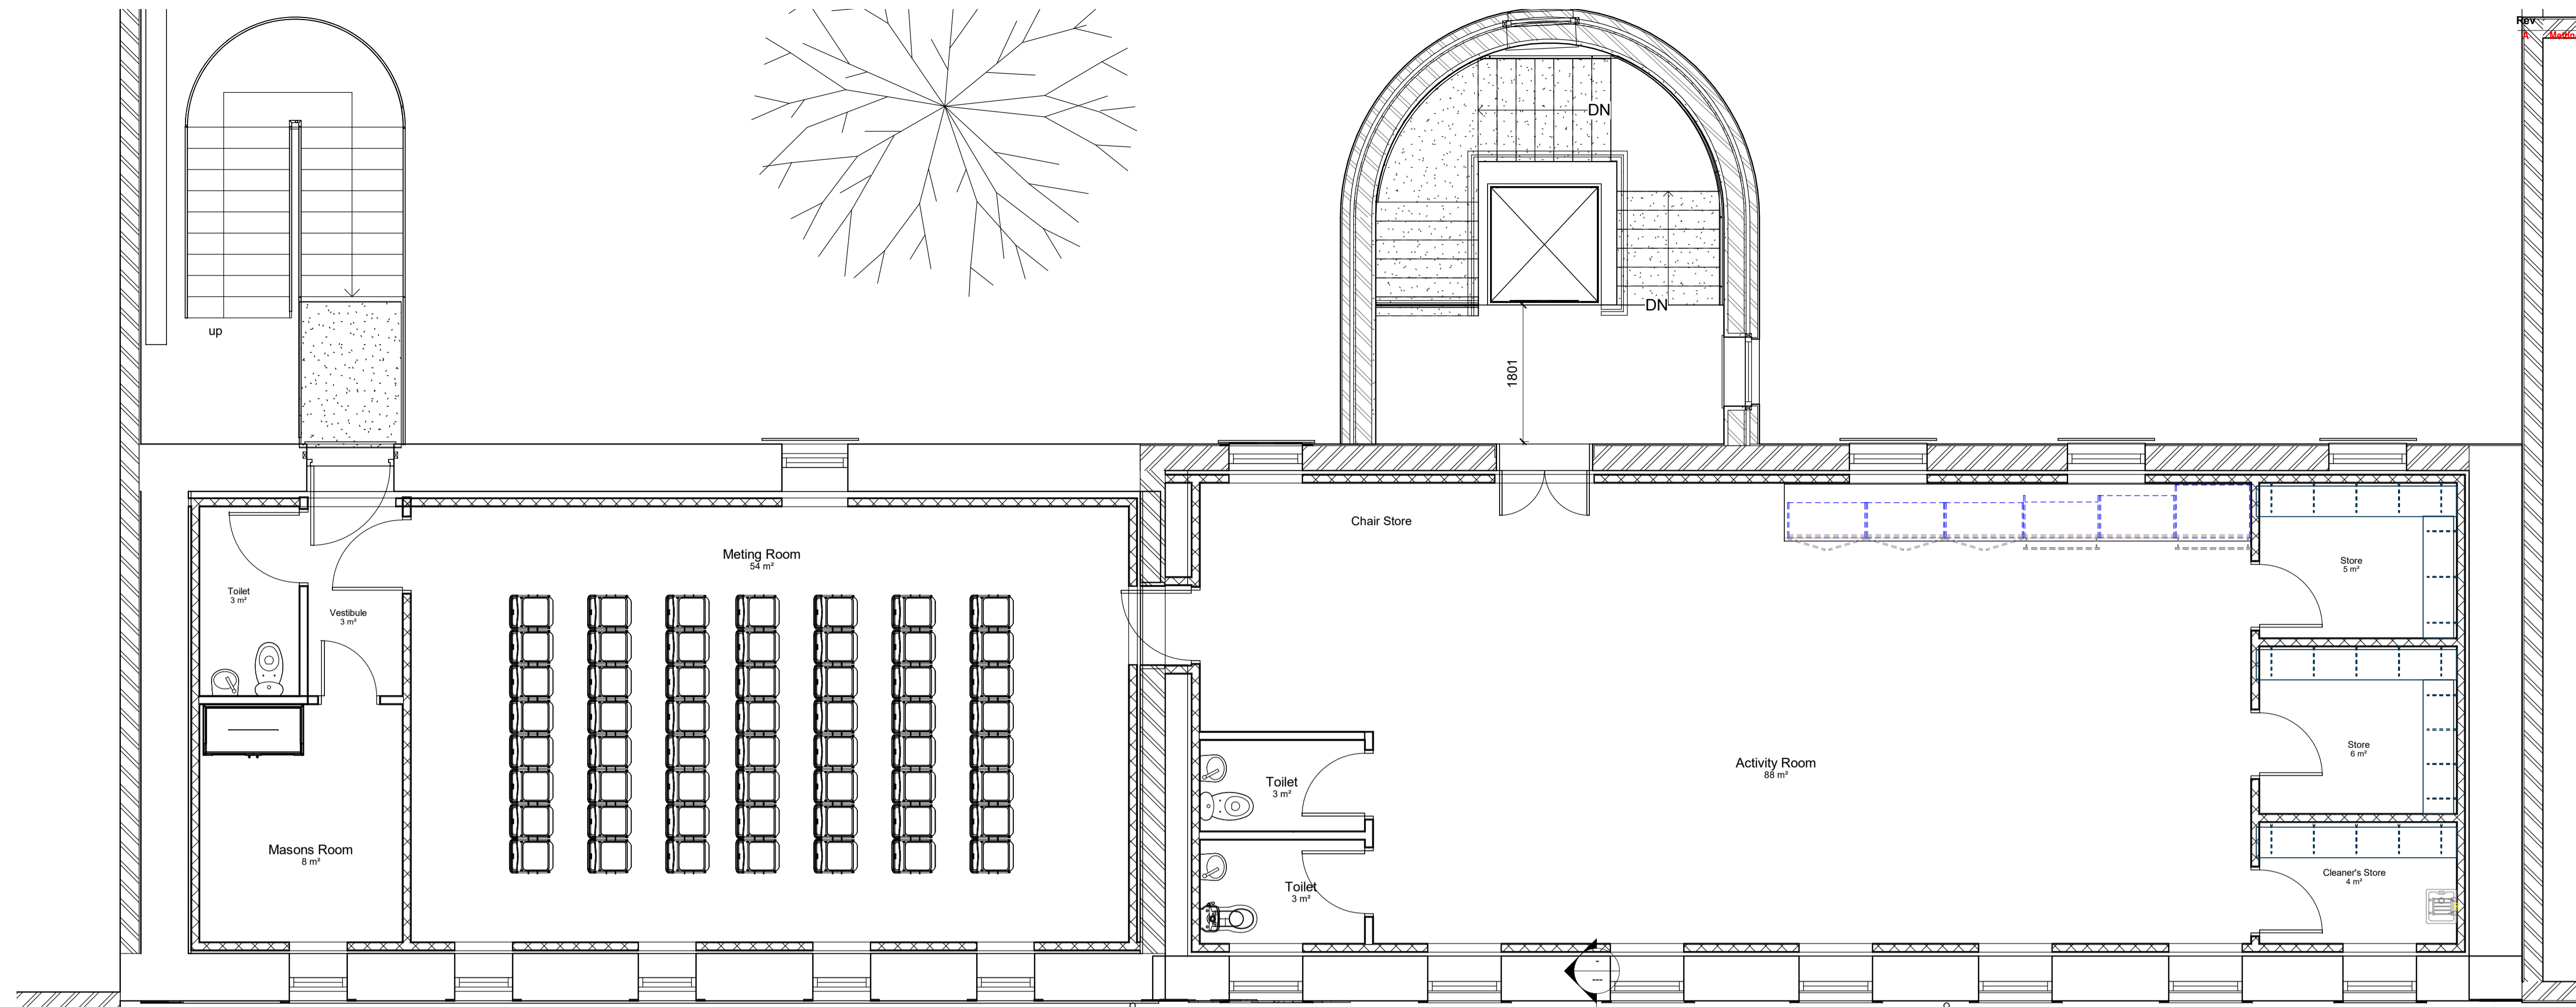 Rev
A
DN
DN
up
1801
Chair Store
Meting Room
54 m²
Store
5 m²
Toilet
3 m²
Vestibule
3 m²
Store
6 m²
Activity Room
88 m²
Toilet
3 m²
Masons Room
8 m²
Cleaner's Store
4 m²
Toilet
3 m²